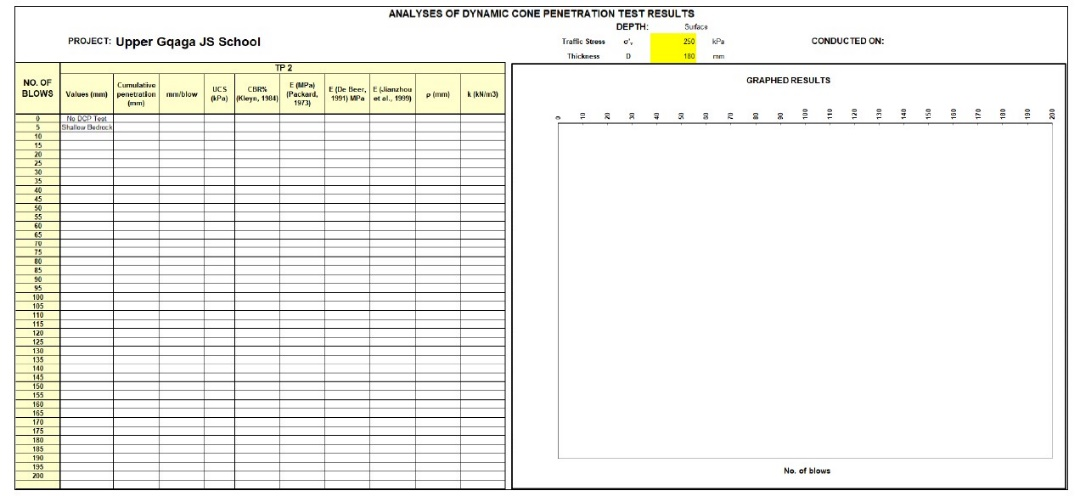 ANALYSES OF DYNAMIC CONE PENETRATION TEST RESULTS
DEPTH: Surface
PROJECT: Upper Gqaga JS School
Traffic Stress σ'v 250 kPa
CONDUCTED ON:
Thickness D 180 mm
TP 2
NO. OF BLOWS
Values (mm)
Cumulative penetration (mm)
mm/blow
UCS (kPa)
CBR% (Kleyn, 1984)
E (MPa) (Packard, 1973)
E (De Beer, 1991) MPa
E (Jianzhou et al., 1999)
ρ (mm)
k (kN/m3)
0 No DCP Test
5 Shallow Bedrock
10
15
20
25
30
35
40
45
50
55
60
65
70
75
80
85
90
95
100
105
110
115
120
125
130
135
140
145
150
155
160
165
170
175
180
185
190
195
200
GRAPHED RESULTS
0 10 20 30 40 50 60 70 80 90 100 110 120 130 140 150 160 170 180 190 200
No. of blows